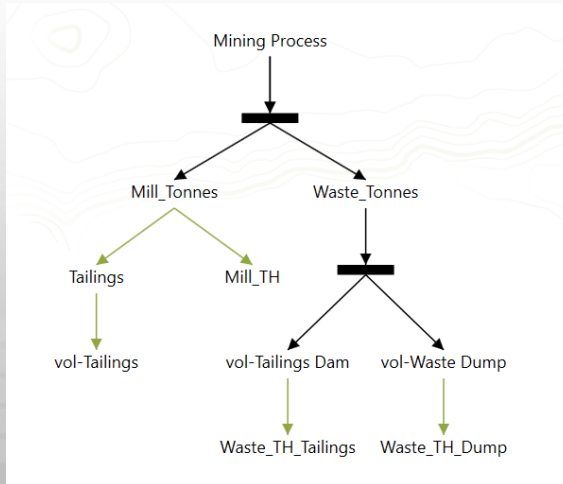 Mining Process
Mill_Tonnes
Waste_Tonnes
Tailings
Mill_TH
vol-Tailings
vol-Tailings Dam
vol-Waste Dump
Waste_TH_Tailings
Waste_TH_Dump